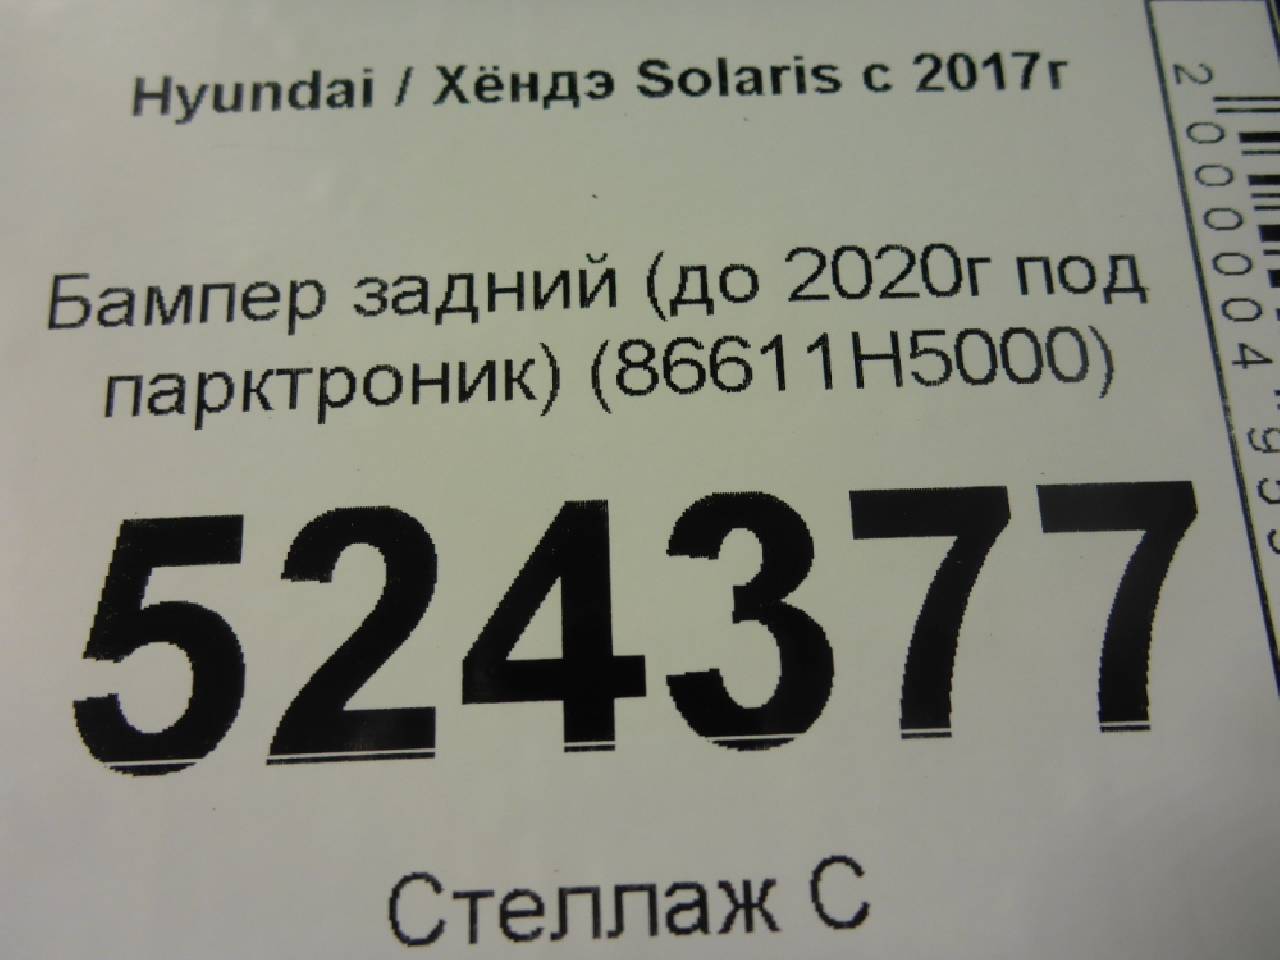 Hyundai / Хёндэ Solaris с 2017г
Бампер задний (до 2020г под
парктроник) (86611H5000)
524377
Стеллаж С